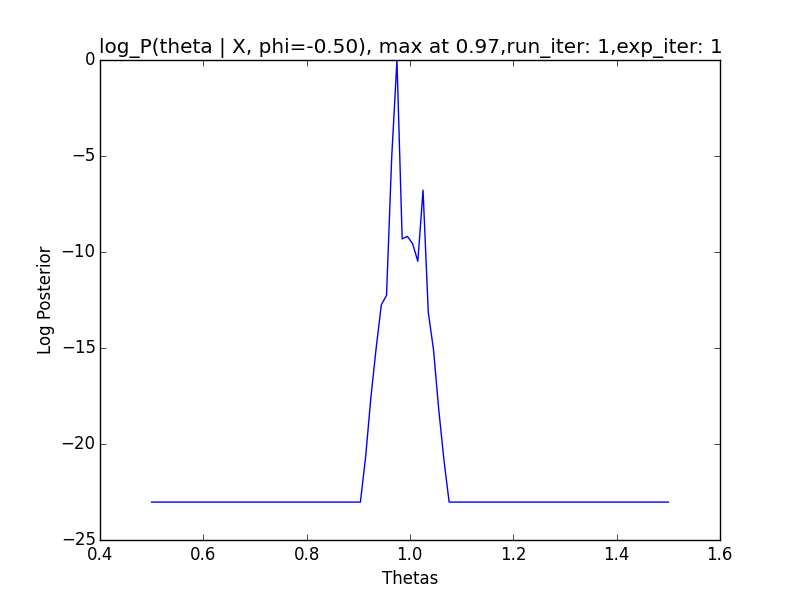 log_P(theta | X, phi=-0.50), max at 0.97,run_iter: 1,exp_iter: 1
0
−5
−10
−15
−20
−25
Log Posterior
0.4 0.6 0.8 1.0 1.2 1.4 1.6
Thetas